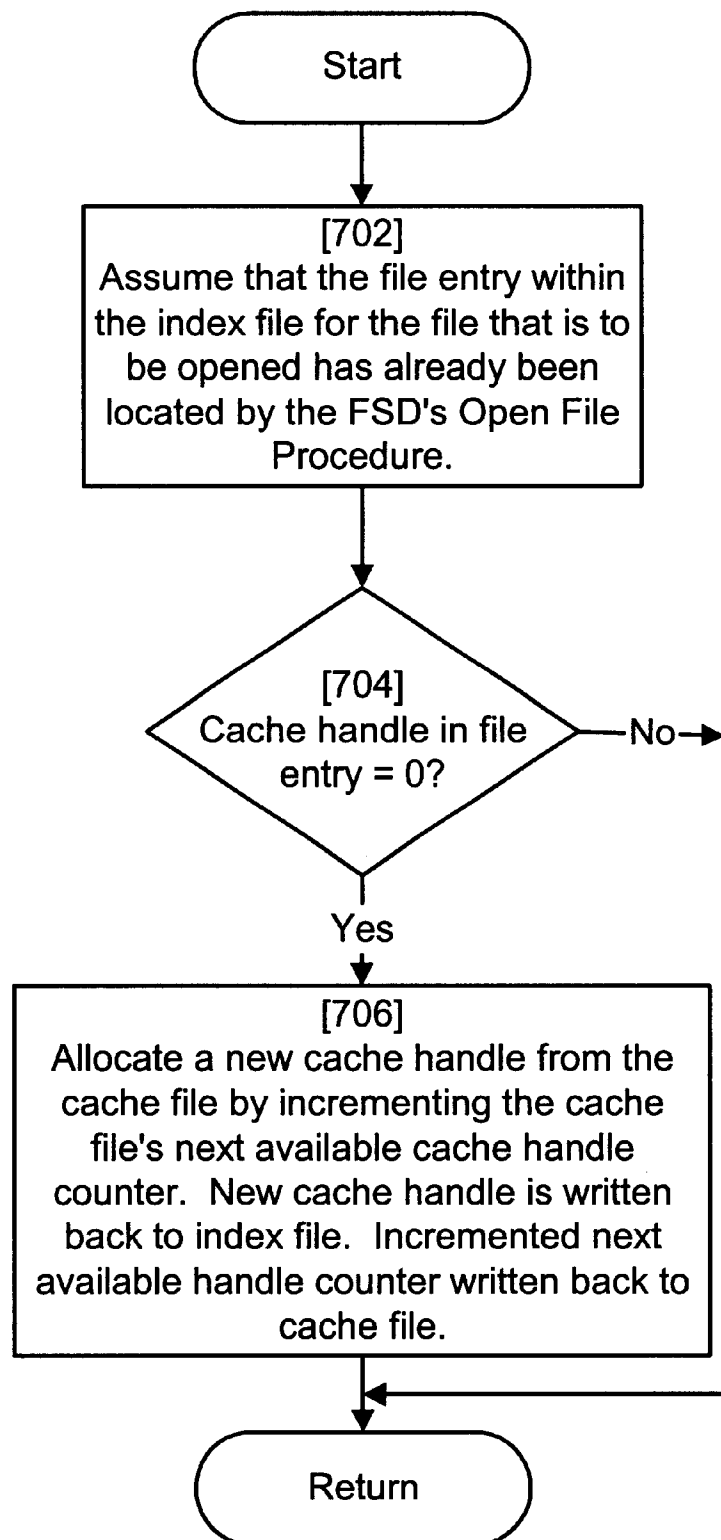 Start
[702]
Assume that the file entry within
the index file for the file that is to
be opened has already been
located by the FSD's Open File
Procedure.
[704]
Cache handle in file
entry = 0?
No
Yes
[706]
Allocate a new cache handle from the
cache file by incrementing the cache
file's next available cache handle
counter.  New cache handle is written
back to index file.  Incremented next
available handle counter written back to
cache file.
Return